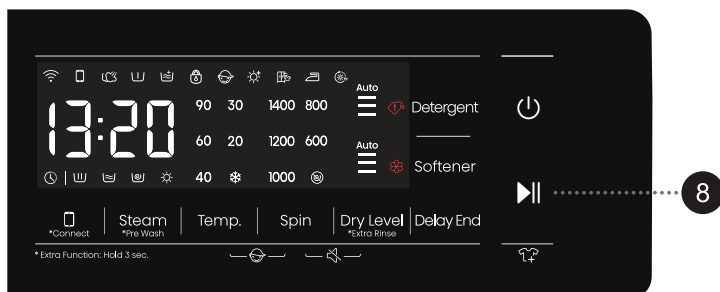 Auto
90 30 1400 800 Detergent
13:20
60 20 1200 600
Auto
Softener
40 1000
Steam Temp. Spin Dry Level Delay End
*Connect *Pre Wash *Extra Rinse
* Extra Function: Hold 3 sec.
8